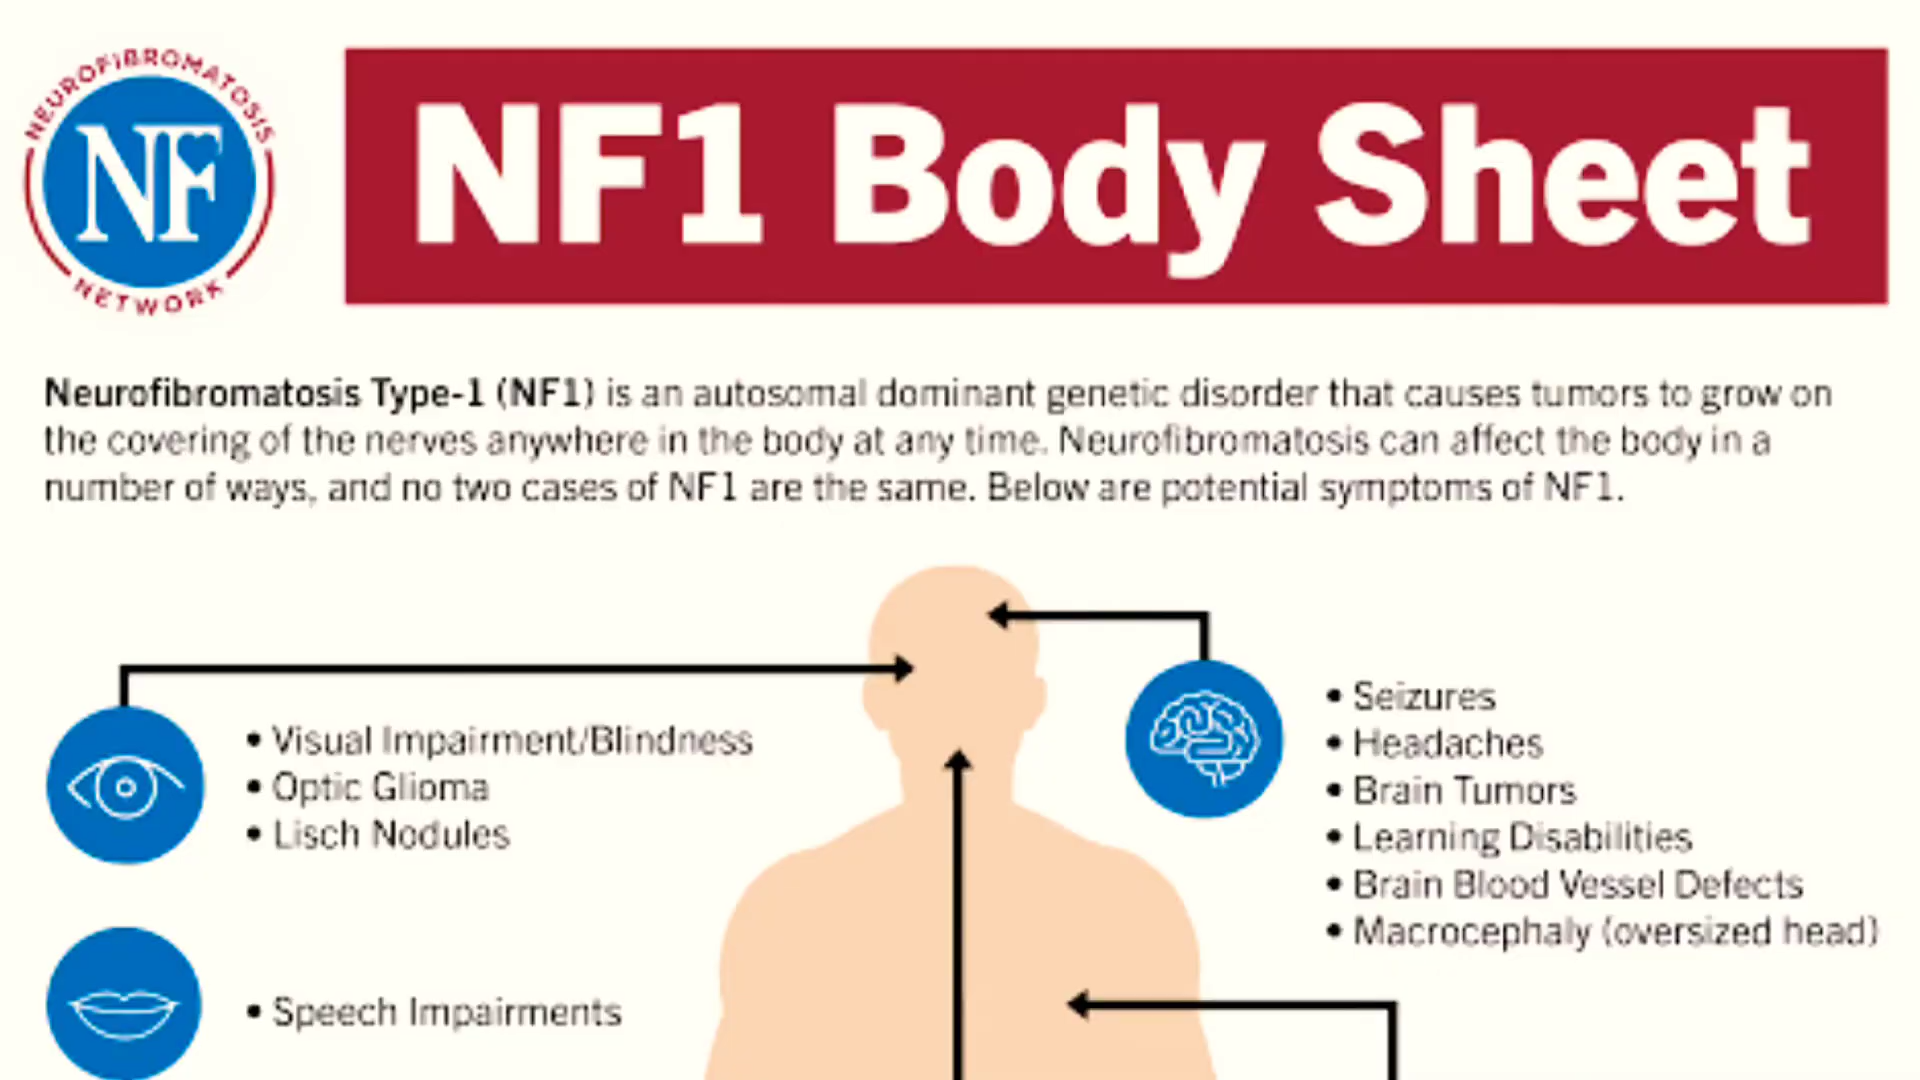 NEUROFIBROMATOSIS
NF
NETWORK
NF1 Body Sheet
Neurofibromatosis Type-1 (NF1) is an autosomal dominant genetic disorder that causes tumors to grow on
the covering of the nerves anywhere in the body at any time. Neurofibromatosis can affect the body in a
number of ways, and no two cases of NF1 are the same. Below are potential symptoms of NF1.
• Visual Impairment/Blindness
• Optic Glioma
• Lisch Nodules
• Speech Impairments
• Seizures
• Headaches
• Brain Tumors
• Learning Disabilities
• Brain Blood Vessel Defects
• Macrocephaly (oversized head)